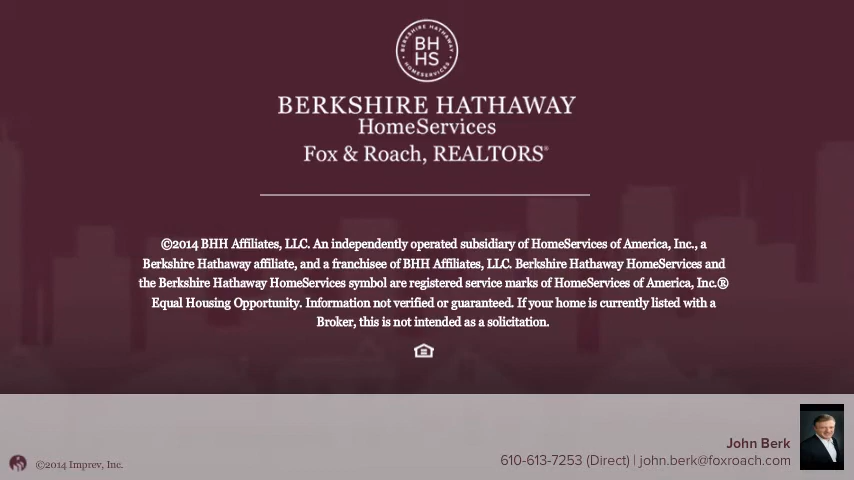 BERKSHIRE HATHAWAY
HOMESERVICES
BH
HS
BERKSHIRE HATHAWAY
HomeServices
Fox & Roach, REALTORS®
©2014 BHH Affiliates, LLC. An independently operated subsidiary of HomeServices of America, Inc., a
Berkshire Hathaway affiliate, and a franchisee of BHH Affiliates, LLC. Berkshire Hathaway HomeServices and
the Berkshire Hathaway HomeServices symbol are registered service marks of HomeServices of America, Inc.®
Equal Housing Opportunity. Information not verified or guaranteed. If your home is currently listed with a
Broker, this is not intended as a solicitation.
John Berk
610-613-7253 (Direct) | john.berk@foxroach.com
©2014 Imprev, Inc.